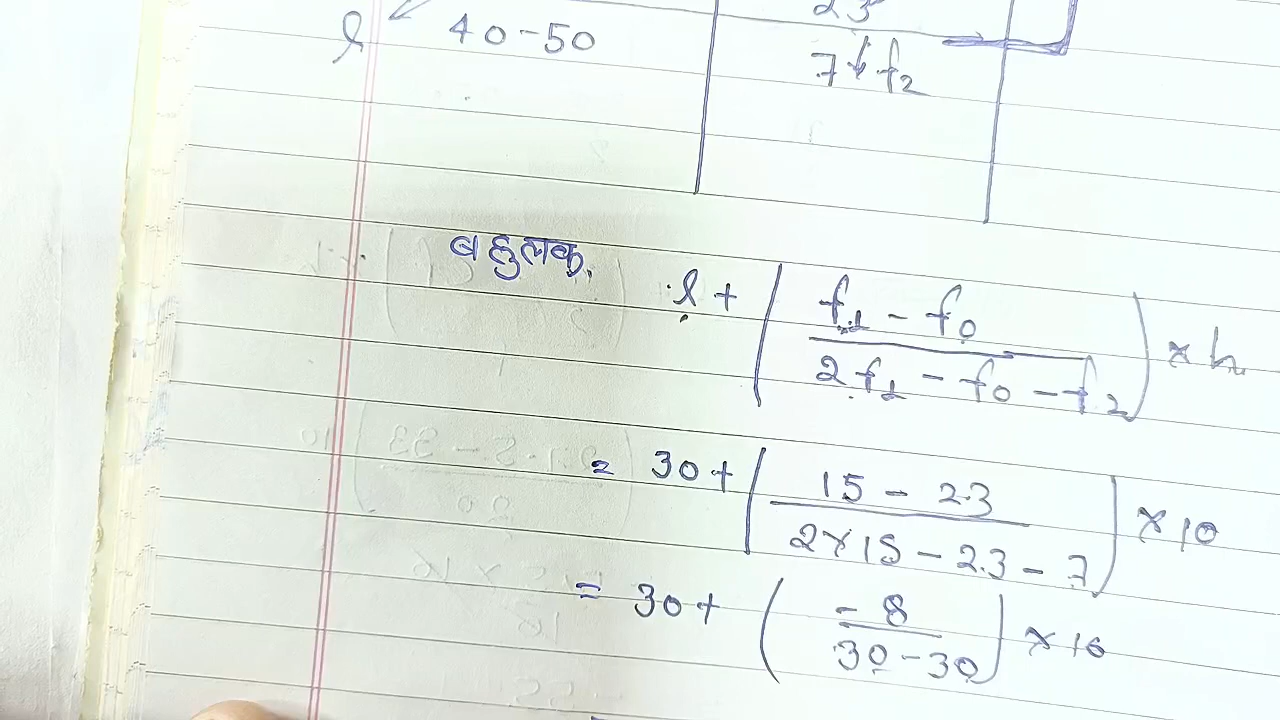 23
l 40-50
7 ↓ f2
बहुलक, l + ( f1 - f0 / 2f1 - f0 - f2 ) × h
= 30 + ( 15 - 23 / 2×15 - 23 - 7 ) × 10
= 30 + ( -8 / 30 - 30 ) × 10